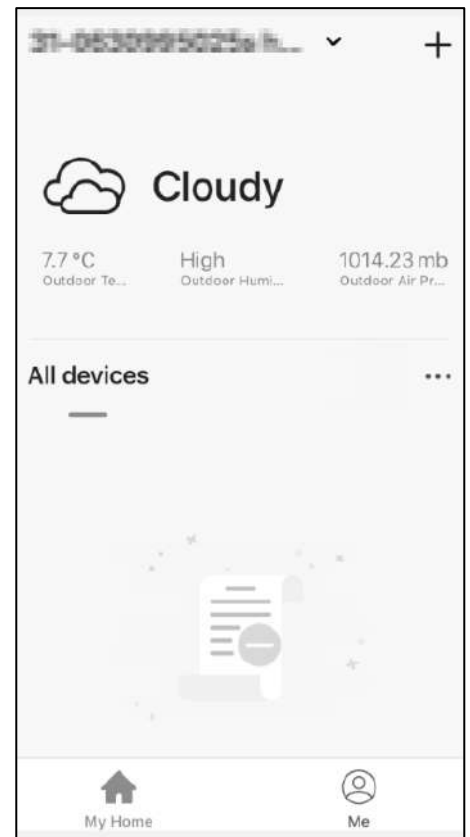 Cloudy
7.7 °C High 1014.23 mb
Outdoor Te... Outdoor Humi... Outdoor Air Pr...
All devices
My Home Me